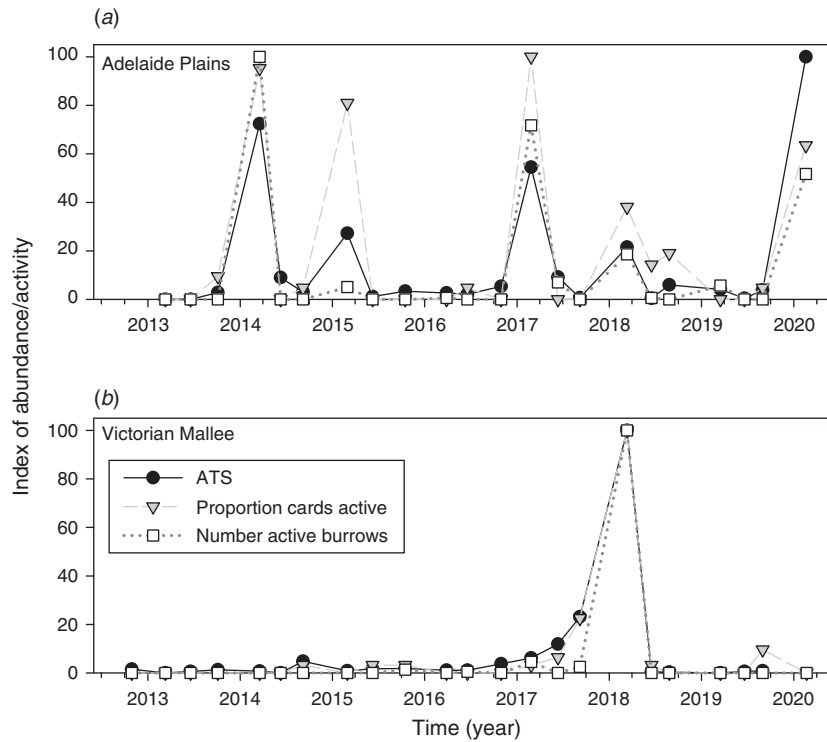 (a)
Adelaide Plains
100
80
60
40
20
0
2013 2014 2015 2016 2017 2018 2019 2020
Index of abundance/activity
(b)
Victorian Mallee
ATS
Proportion cards active
Number active burrows
100
80
60
40
20
0
2013 2014 2015 2016 2017 2018 2019 2020
Time (year)